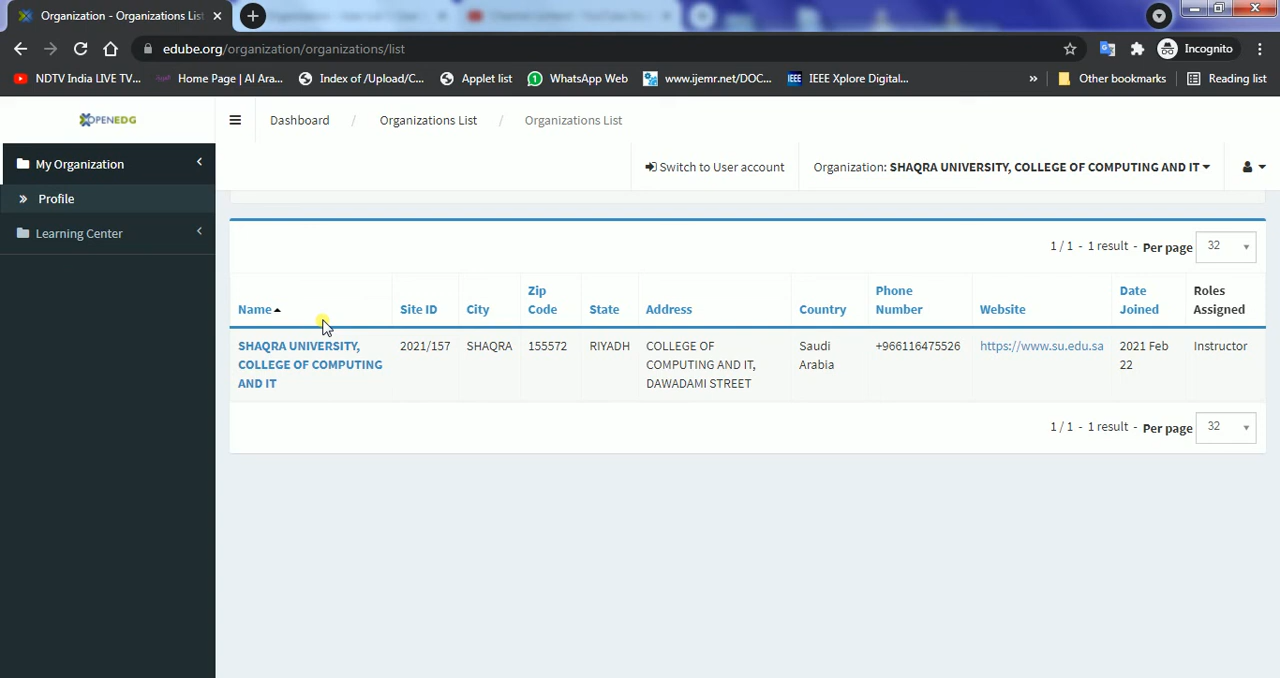 Organization - Organizations Lis
edube.org/organization/organizations/list
Incognito
NDTV India LIVE TV...
Home Page | Al Ara...
Index of /Upload/C...
Applet list
WhatsApp Web
www.ijemr.net/DOC...
IEEE
IEEE Xplore Digital...
»
Other bookmarks
Reading list
OPENEDG
Dashboard / Organizations List / Organizations List
My Organization
Switch to User account
Organization: SHAQRA UNIVERSITY, COLLEGE OF COMPUTING AND IT
Profile
Learning Center
1 / 1 - 1 result - Per page 32
Name
Site ID
City
Zip
Code
State
Address
Country
Phone
Number
Website
Date
Joined
Roles
Assigned
SHAQRA UNIVERSITY,
COLLEGE OF COMPUTING
AND IT
2021/157
SHAQRA
155572
RIYADH
COLLEGE OF
COMPUTING AND IT,
DAWADAMI STREET
Saudi
Arabia
+966116475526
https://www.su.edu.sa
2021 Feb
22
Instructor
1 / 1 - 1 result - Per page 32